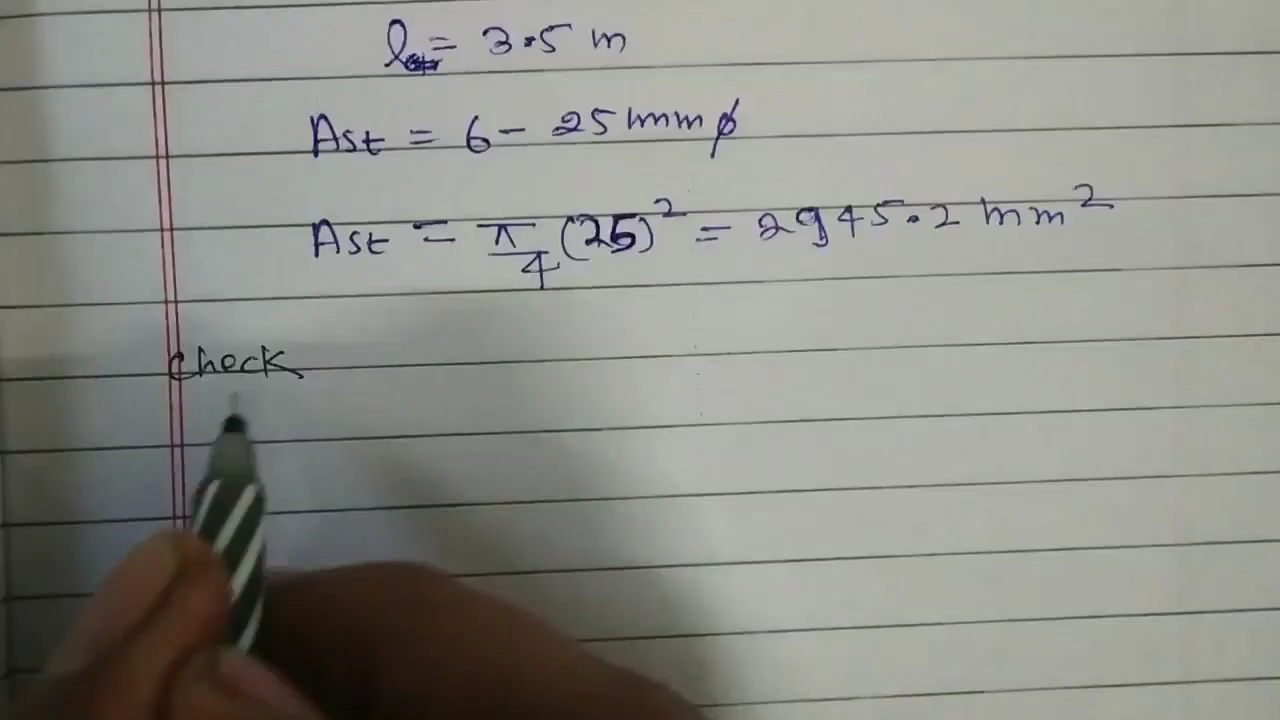 l = 3.5 m
Ast = 6 - 25 mm ϕ
Ast = π/4 (25)² = 2945.2 mm²
Check